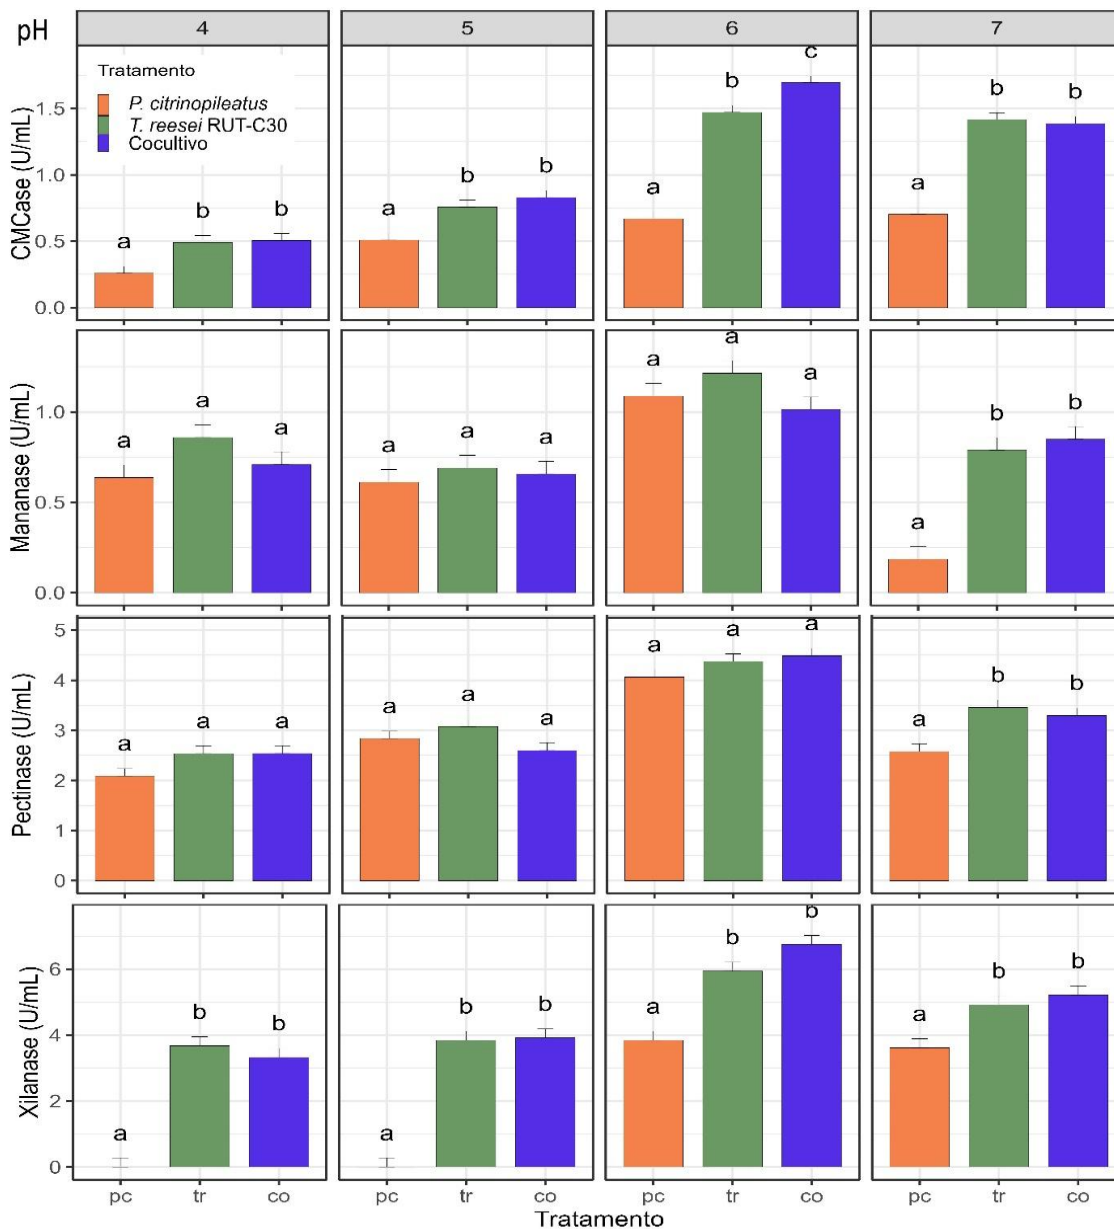 pH 4 5 6 7
Tratamento
P. citrinopileatus
T. reesei RUT-C30
Cocultivo
CMCase (U/mL)
1.5
1.0
0.5
0.0
a b b
a b b
a b c
a b b
Mananase (U/mL)
1.0
0.5
0.0
a a a
a a a
a a a
a b b
Pectinase (U/mL)
5
4
3
2
1
0
a a a
a a a
a a a
a b b
Xilanase (U/mL)
6
4
2
0
a b b
a b b
a b b
a b b
pc tr co pc tr co pc tr co pc tr co
Tratamento